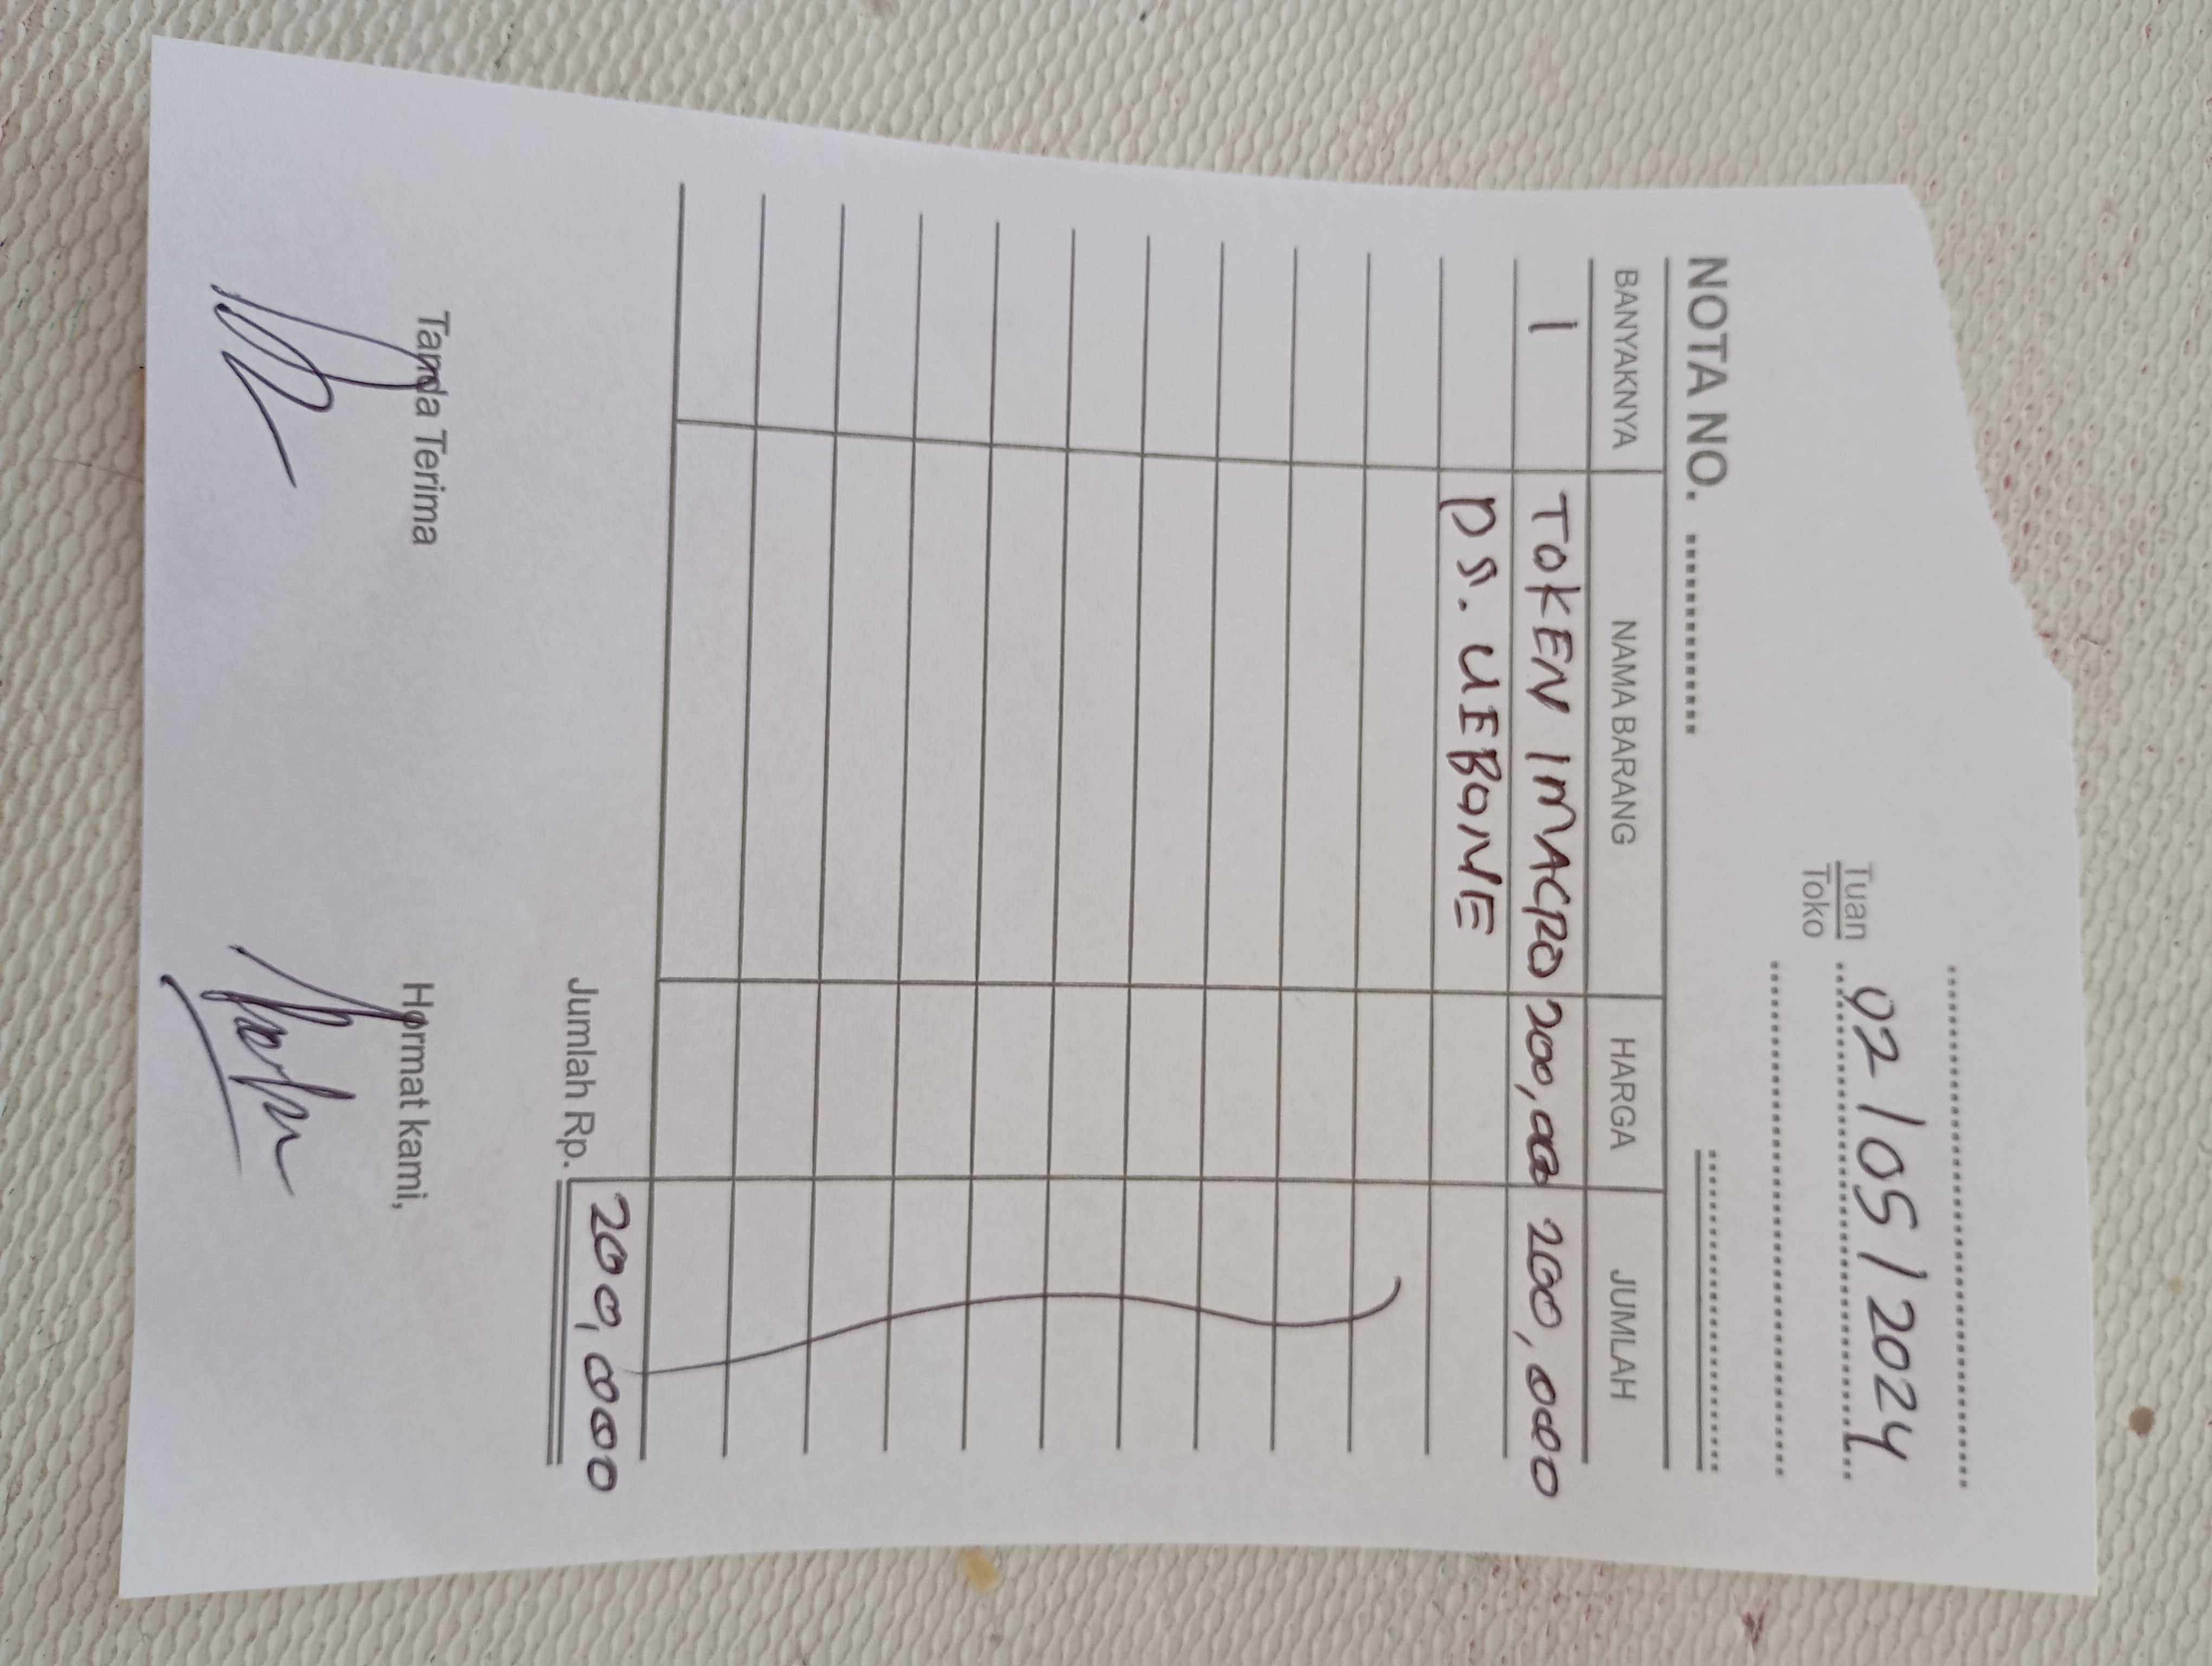 02/05/2024
Tuan
Toko
NOTA NO.
BANYAKNYA NAMA BARANG HARGA JUMLAH
1 TOKEN IMACRO 200,000 200,000
DS. UEBONE
Jumlah Rp. 200,000
Tanda Terima Hormat kami,